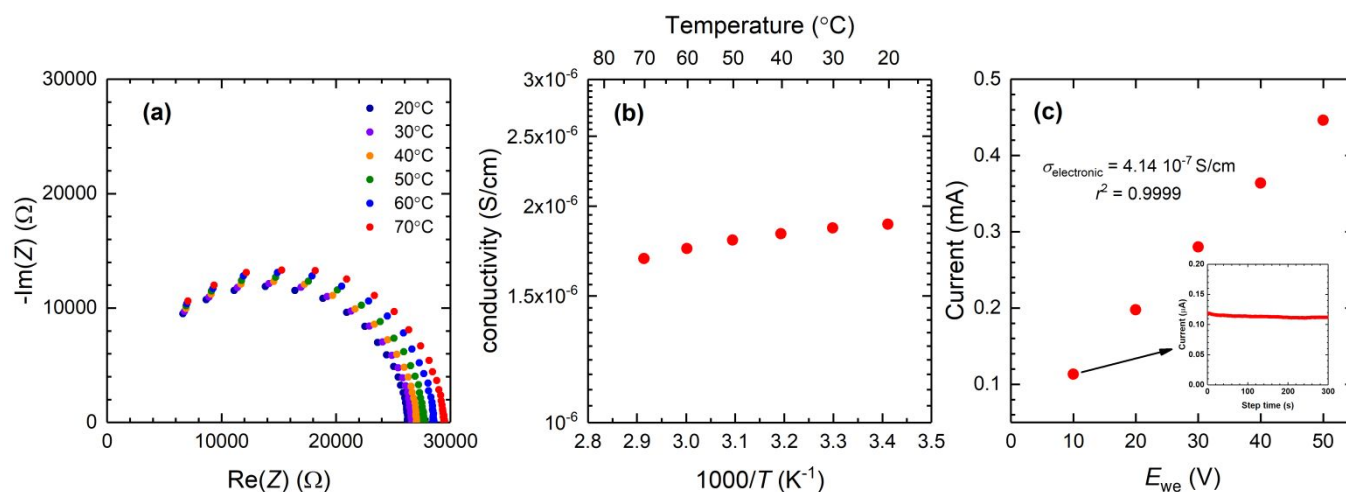 (a)
20°C
30°C
40°C
50°C
60°C
70°C
30000
20000
10000
0
-Im(Z) (Ω)
0 10000 20000 30000
Re(Z) (Ω)
Temperature (°C)
80 70 60 50 40 30 20
(b)
3x10⁻⁶
2.5x10⁻⁶
2x10⁻⁶
1.5x10⁻⁶
10⁻⁶
conductivity (S/cm)
2.8 2.9 3.0 3.1 3.2 3.3 3.4 3.5
1000/T (K⁻¹)
(c)
σelectronic = 4.14 10⁻⁷ S/cm
r² = 0.9999
0.5
0.4
0.3
0.2
0.1
Current (mA)
0 10 20 30 40 50
Ewe (V)
0.20
0.15
0.10
0.05
0.00
Current (μA)
0 100 200 300
Step time (s)